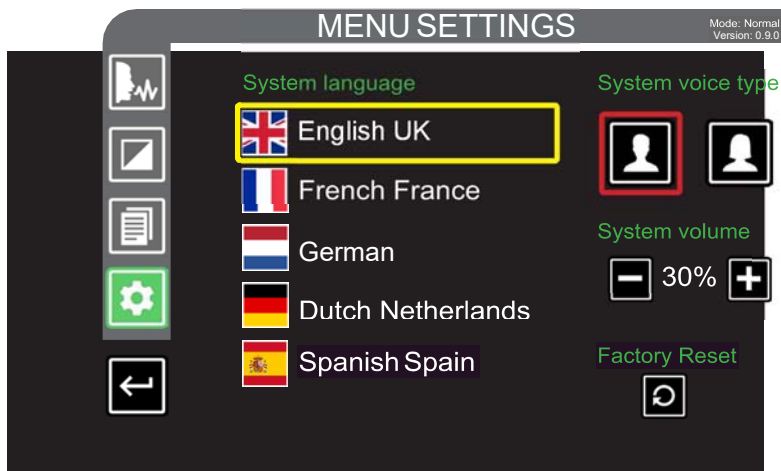 MENU SETTINGS
Mode: Normal
Version: 0.9.0
System language
System voice type
English UK
French France
German
Dutch Netherlands
Spanish Spain
System volume
30%
Factory Reset